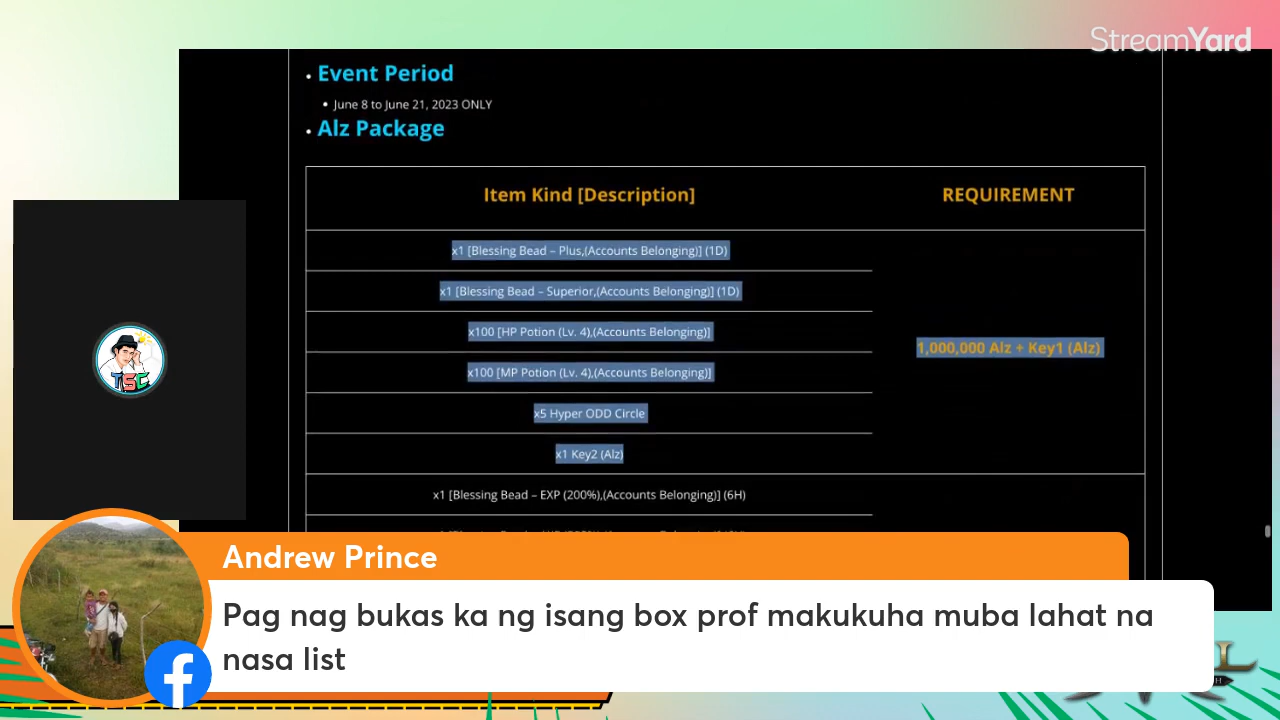 StreamYard
• Event Period
• June 8 to June 21, 2023 ONLY
• Alz Package
Item Kind [Description]
REQUIREMENT
x1 [Blessing Bead – Plus,(Accounts Belonging)] (1D)
x1 [Blessing Bead – Superior,(Accounts Belonging)] (1D)
x100 [HP Potion (Lv. 4),(Accounts Belonging)]
1,000,000 Alz + Key1 (Alz)
x100 [MP Potion (Lv. 4),(Accounts Belonging)]
x5 Hyper ODD Circle
x1 Key2 (Alz)
x1 [Blessing Bead – EXP (200%),(Accounts Belonging)] (6H)
TSC
Andrew Prince
Pag nag bukas ka ng isang box prof makukuha muba lahat na
nasa list